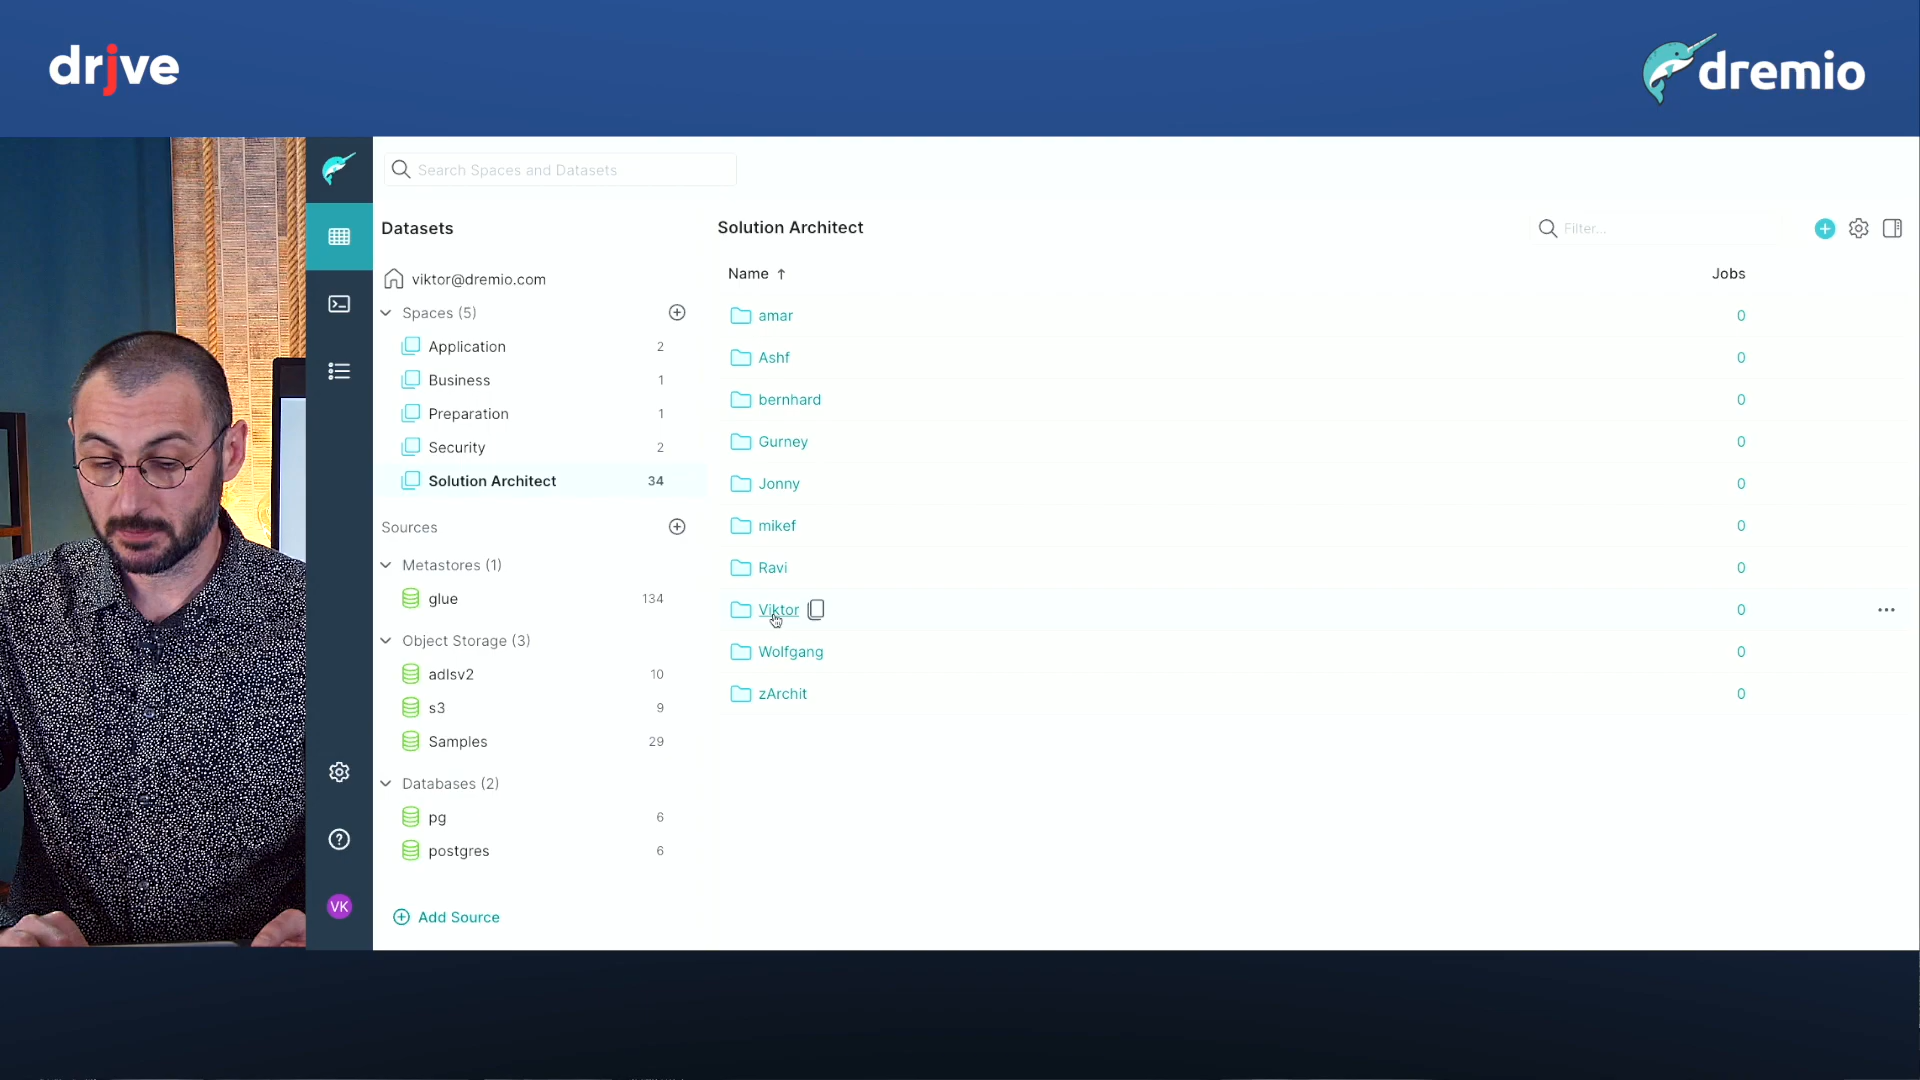 drive
dremio
Search Spaces and Datasets
Datasets
viktor@dremio.com
Spaces (5)
Application 2
Business 1
Preparation 1
Security 2
Solution Architect 34
Sources
Metastores (1)
glue 134
Object Storage (3)
adlsv2 10
s3 9
Samples 29
Databases (2)
pg 6
postgres 6
Add Source
VK
Solution Architect
Filter...
Name Jobs
amar 0
Ashf 0
bernhard 0
Gurney 0
Jonny 0
mikef 0
Ravi 0
Viktor 0
Wolfgang 0
zArchit 0